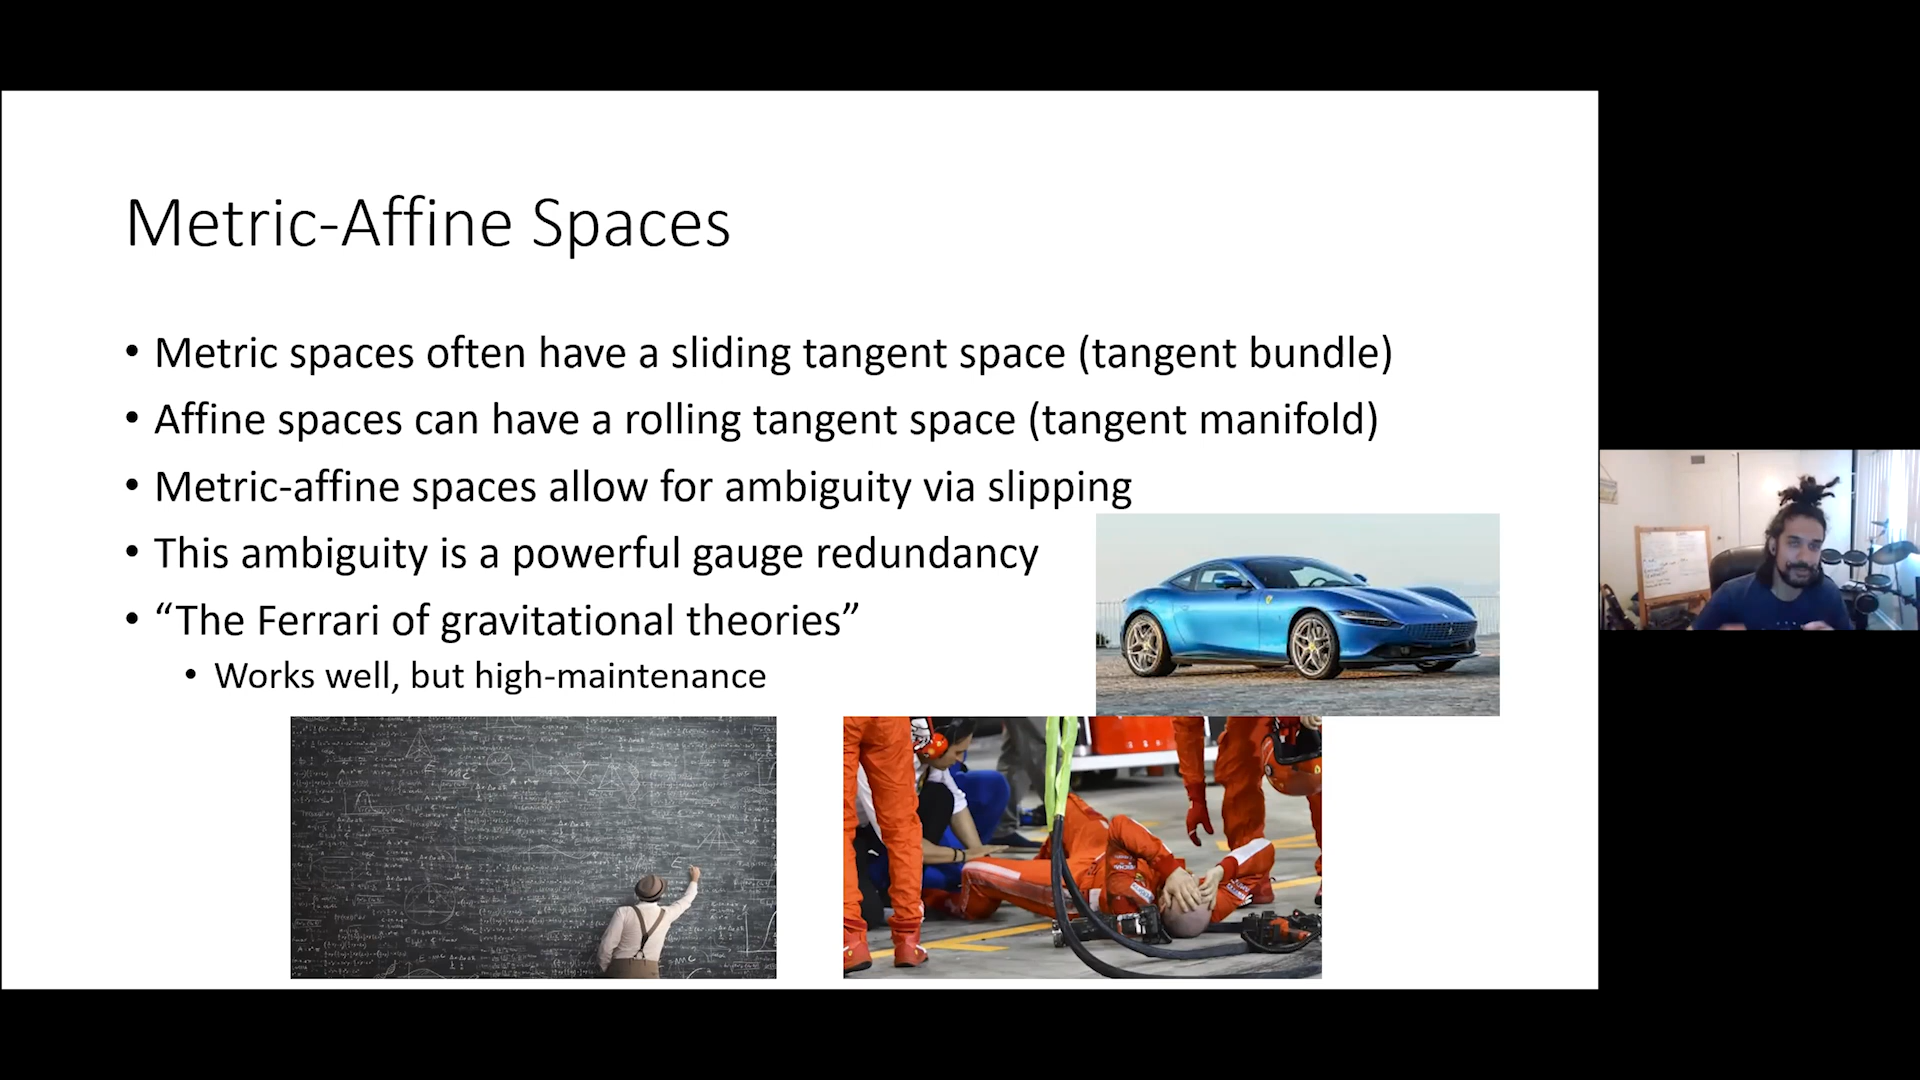 Metric-Affine Spaces
• Metric spaces often have a sliding tangent space (tangent bundle)
• Affine spaces can have a rolling tangent space (tangent manifold)
• Metric-affine spaces allow for ambiguity via slipping
• This ambiguity is a powerful gauge redundancy
• “The Ferrari of gravitational theories”
• Works well, but high-maintenance